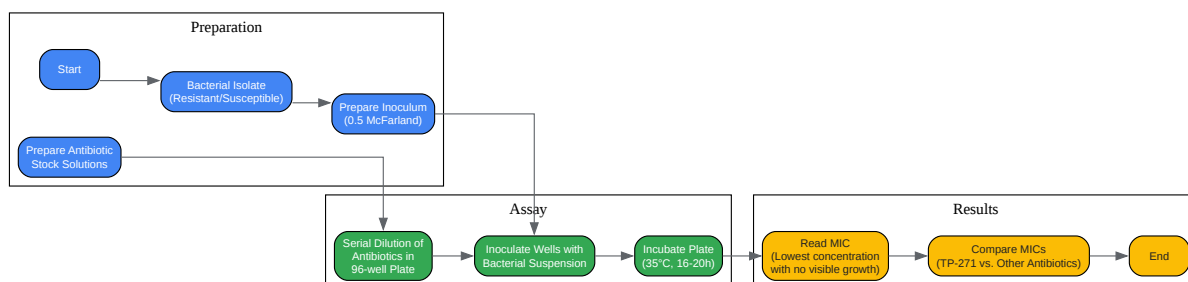 Preparation
Start
Bacterial Isolate
(Resistant/Susceptible)
Prepare Inoculum
(0.5 McFarland)
Prepare Antibiotic
Stock Solutions
Assay
Serial Dilution of
Antibiotics in
96-well Plate
Inoculate Wells with
Bacterial Suspension
Incubate Plate
(35°C, 16-20h)
Results
Read MIC
(Lowest concentration
with no visible growth)
Compare MICs
(TP-271 vs. Other Antibiotics)
End